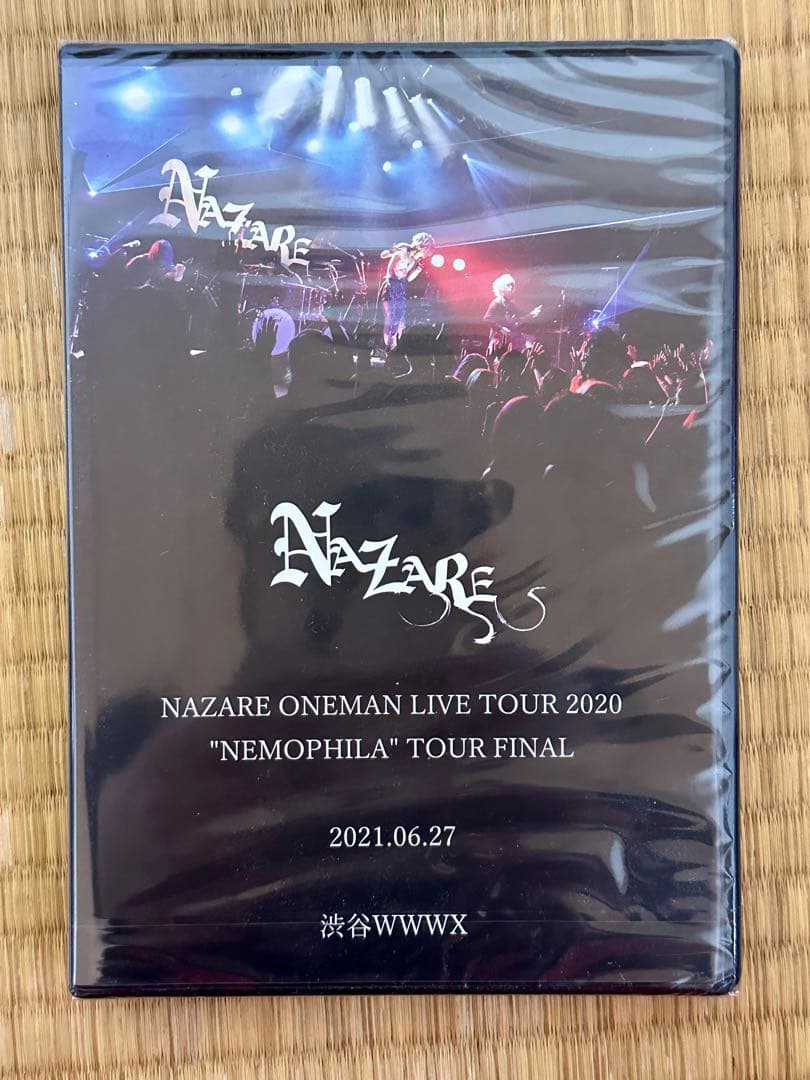 NAZARE
NAZARE
NAZARE ONEMAN LIVE TOUR 2020
"NEMOPHILA" TOUR FINAL
2021.06.27
渋谷WWWX